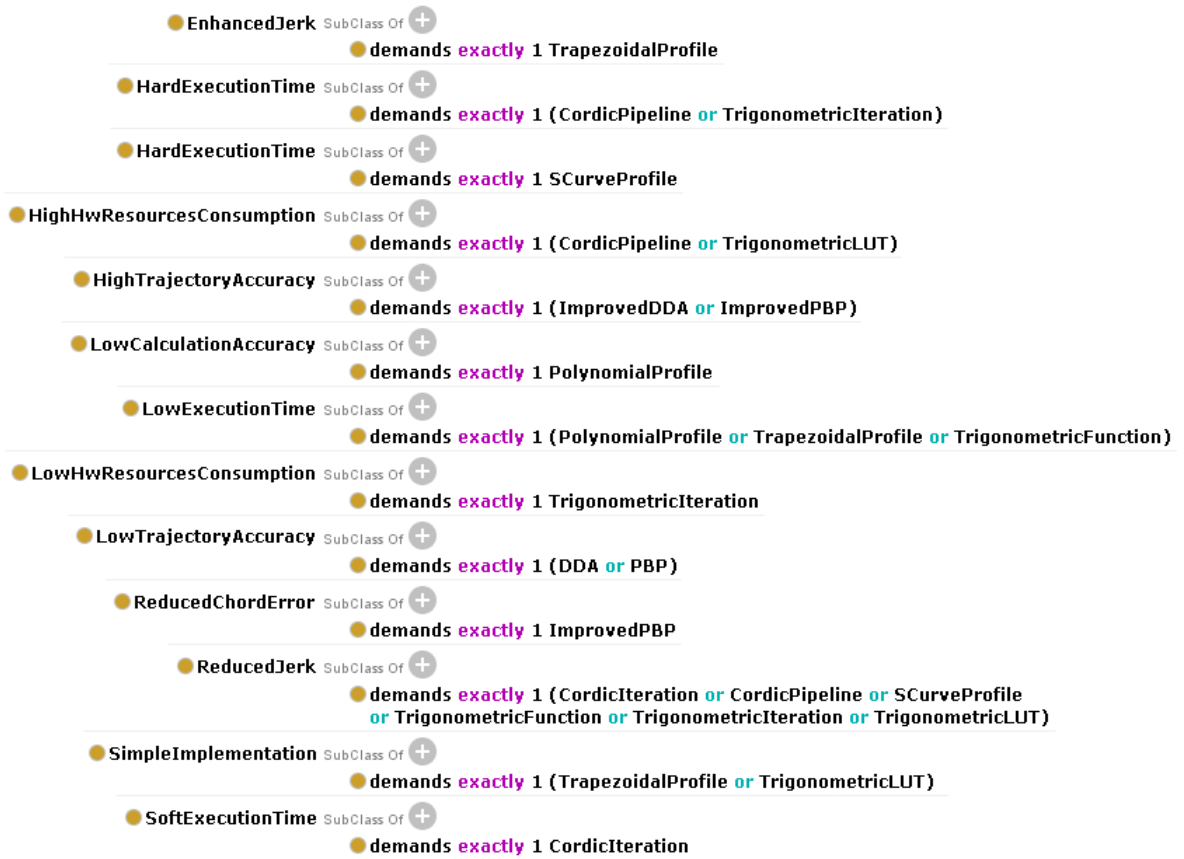 EnhancedJerk SubClass Of
demands exactly 1 TrapezoidalProfile
HardExecutionTime SubClass Of
demands exactly 1 (CordicPipeline or TrigonometricIteration)
HardExecutionTime SubClass Of
demands exactly 1 SCurveProfile
HighHwResourcesConsumption SubClass Of
demands exactly 1 (CordicPipeline or TrigonometricLUT)
HighTrajectoryAccuracy SubClass Of
demands exactly 1 (ImprovedDDA or ImprovedPBP)
LowCalculationAccuracy SubClass Of
demands exactly 1 PolynomialProfile
LowExecutionTime SubClass Of
demands exactly 1 (PolynomialProfile or TrapezoidalProfile or TrigonometricFunction)
LowHwResourcesConsumption SubClass Of
demands exactly 1 TrigonometricIteration
LowTrajectoryAccuracy SubClass Of
demands exactly 1 (DDA or PBP)
ReducedChordError SubClass Of
demands exactly 1 ImprovedPBP
ReducedJerk SubClass Of
demands exactly 1 (CordicIteration or CordicPipeline or SCurveProfile
or TrigonometricFunction or TrigonometricIteration or TrigonometricLUT)
SimpleImplementation SubClass Of
demands exactly 1 (TrapezoidalProfile or TrigonometricLUT)
SoftExecutionTime SubClass Of
demands exactly 1 CordicIteration